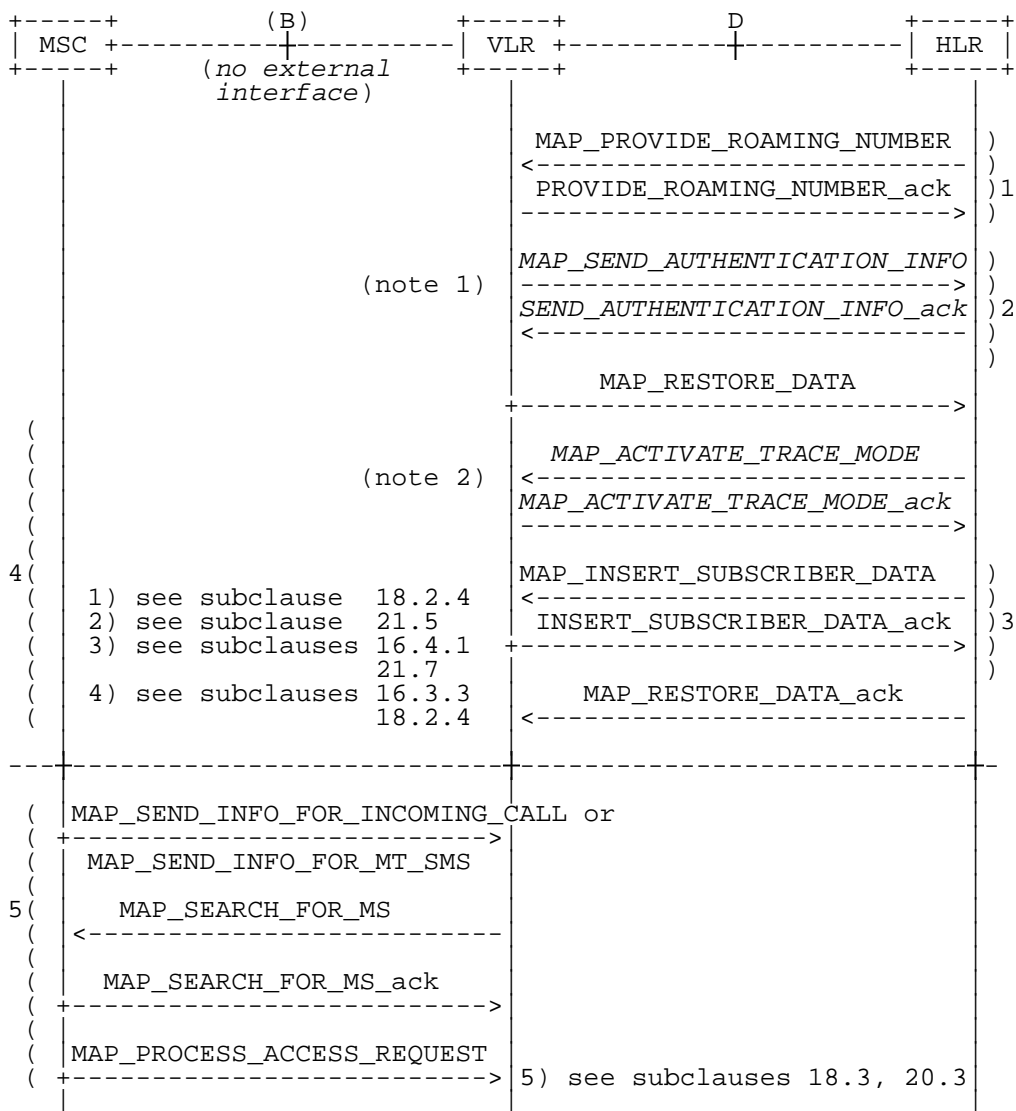 (B) D
MSC VLR HLR
(no external
interface)
MAP_PROVIDE_ROAMING_NUMBER )
)
PROVIDE_ROAMING_NUMBER_ack )1
)
MAP_SEND_AUTHENTICATION_INFO )
(note 1) )
SEND_AUTHENTICATION_INFO_ack )2
)
)
MAP_RESTORE_DATA
(
(
( MAP_ACTIVATE_TRACE_MODE
( (note 2)
( MAP_ACTIVATE_TRACE_MODE_ack
(
(
4( MAP_INSERT_SUBSCRIBER_DATA )
( 1) see subclause 18.2.4 )
( 2) see subclause 21.5 INSERT_SUBSCRIBER_DATA_ack )3
( 3) see subclauses 16.4.1 )
( 21.7 )
( 4) see subclauses 16.3.3 MAP_RESTORE_DATA_ack
( 18.2.4
( MAP_SEND_INFO_FOR_INCOMING_CALL or
(
( MAP_SEND_INFO_FOR_MT_SMS
(
5( MAP_SEARCH_FOR_MS
(
(
( MAP_SEARCH_FOR_MS_ack
(
(
( MAP_PROCESS_ACCESS_REQUEST
( 5) see subclauses 18.3, 20.3